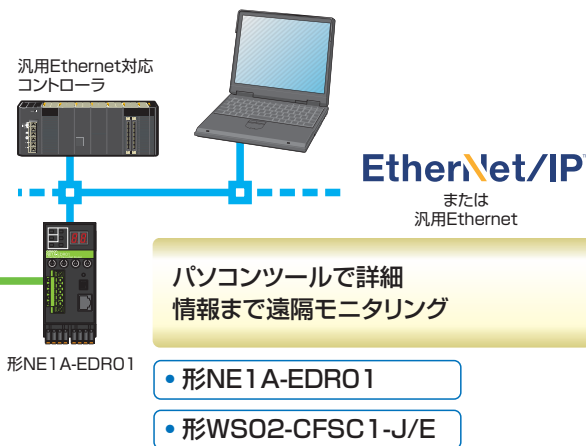 汎用Ethernet対応
コントローラ
EtherNet/IP
または
汎用Ethernet
パソコンツールで詳細
情報まで遠隔モニタリング
形NE1A-EDR01
• 形NE1A-EDR01
• 形WS02-CFSC1-J/E